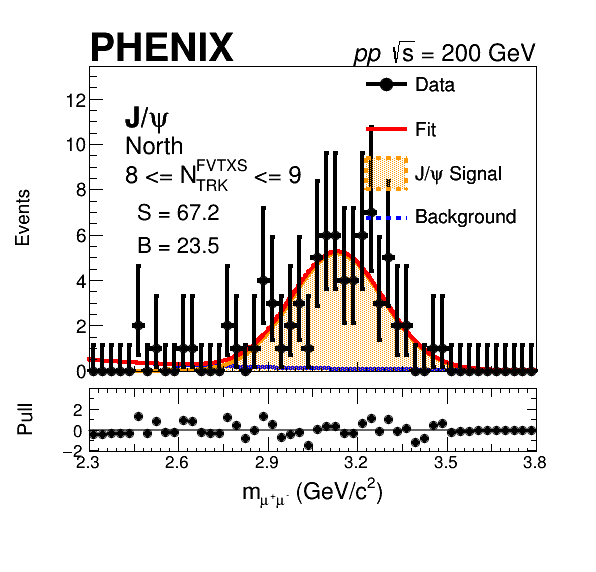 PHENIX
pp √s = 200 GeV
Data
Fit
J/ψ Signal
Background
J/ψ
North
8 <= N_TRK^FVTXS <= 9
S = 67.2
B = 23.5
Events
12
10
8
6
4
2
0
Pull
2
0
−2
2.3 2.6 2.9 3.2 3.5 3.8
m_μ⁺μ⁻ (GeV/c²)